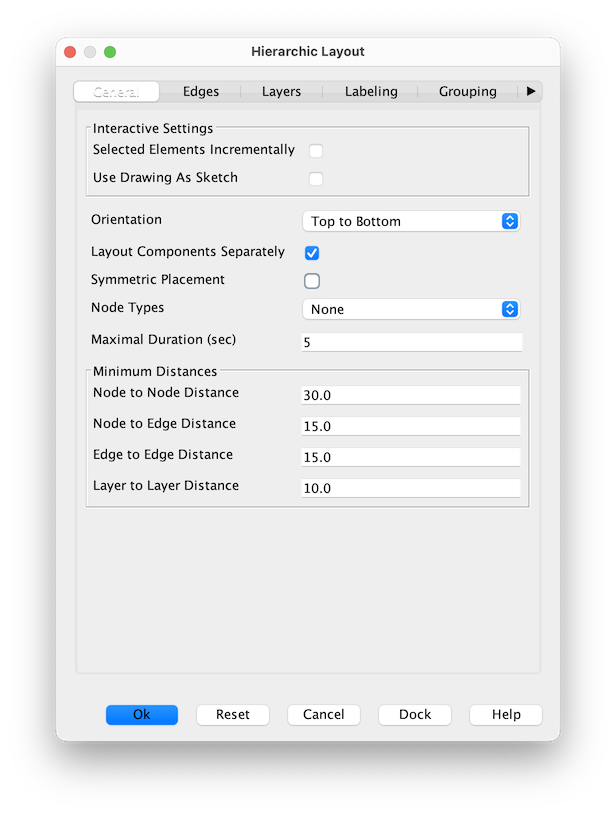 Hierarchic Layout
General Edges Layers Labeling Grouping
Interactive Settings
Selected Elements Incrementally
Use Drawing As Sketch
Orientation Top to Bottom
Layout Components Separately
Symmetric Placement
Node Types None
Maximal Duration (sec) 5
Minimum Distances
Node to Node Distance 30.0
Node to Edge Distance 15.0
Edge to Edge Distance 15.0
Layer to Layer Distance 10.0
Ok Reset Cancel Dock Help